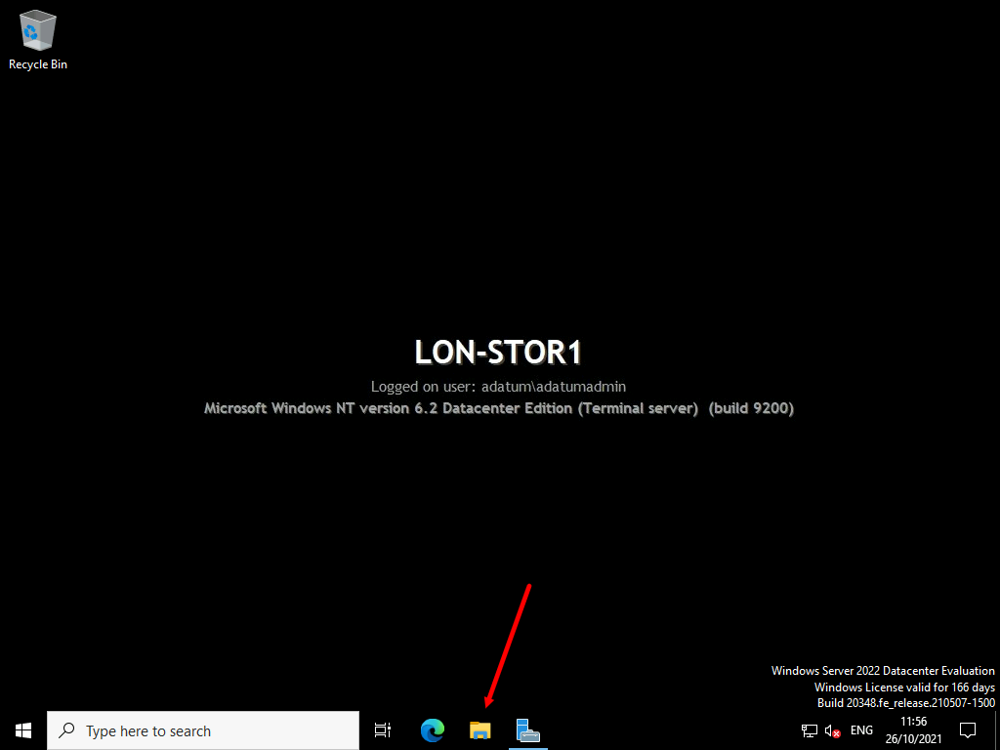 Recycle Bin
LON-STOR1
Logged on user: adatum\adatumadmin
Microsoft Windows NT version 6.2 Datacenter Edition (Terminal server)  (build 9200)
Windows Server 2022 Datacenter Evaluation
Windows License valid for 166 days
Build 20348.fe_release.210507-1500
Type here to search
ENG
11:56
26/10/2021